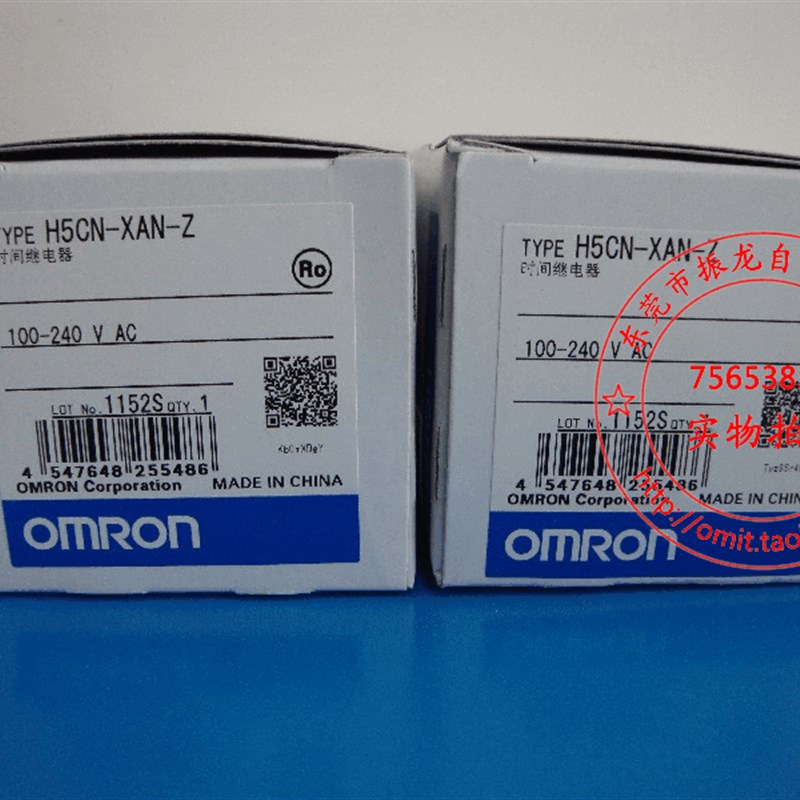 TYPE H5CN-XAN-Z
时间继电器
Ro
100-240 V AC
LOT No. 1152S QTY. 1
4 547648 255486
KbCvXDgY
OMRON Corporation MADE IN CHINA
OMRON
TYPE H5CN-XAN-Z
时间继电器
100-240 V AC
LOT No. 1152S QTY
4 547648 255486
OMRON Corporation MADE IN CHINA
OMRON
东莞市振龙自
756538
实物拍
http://omit.tao